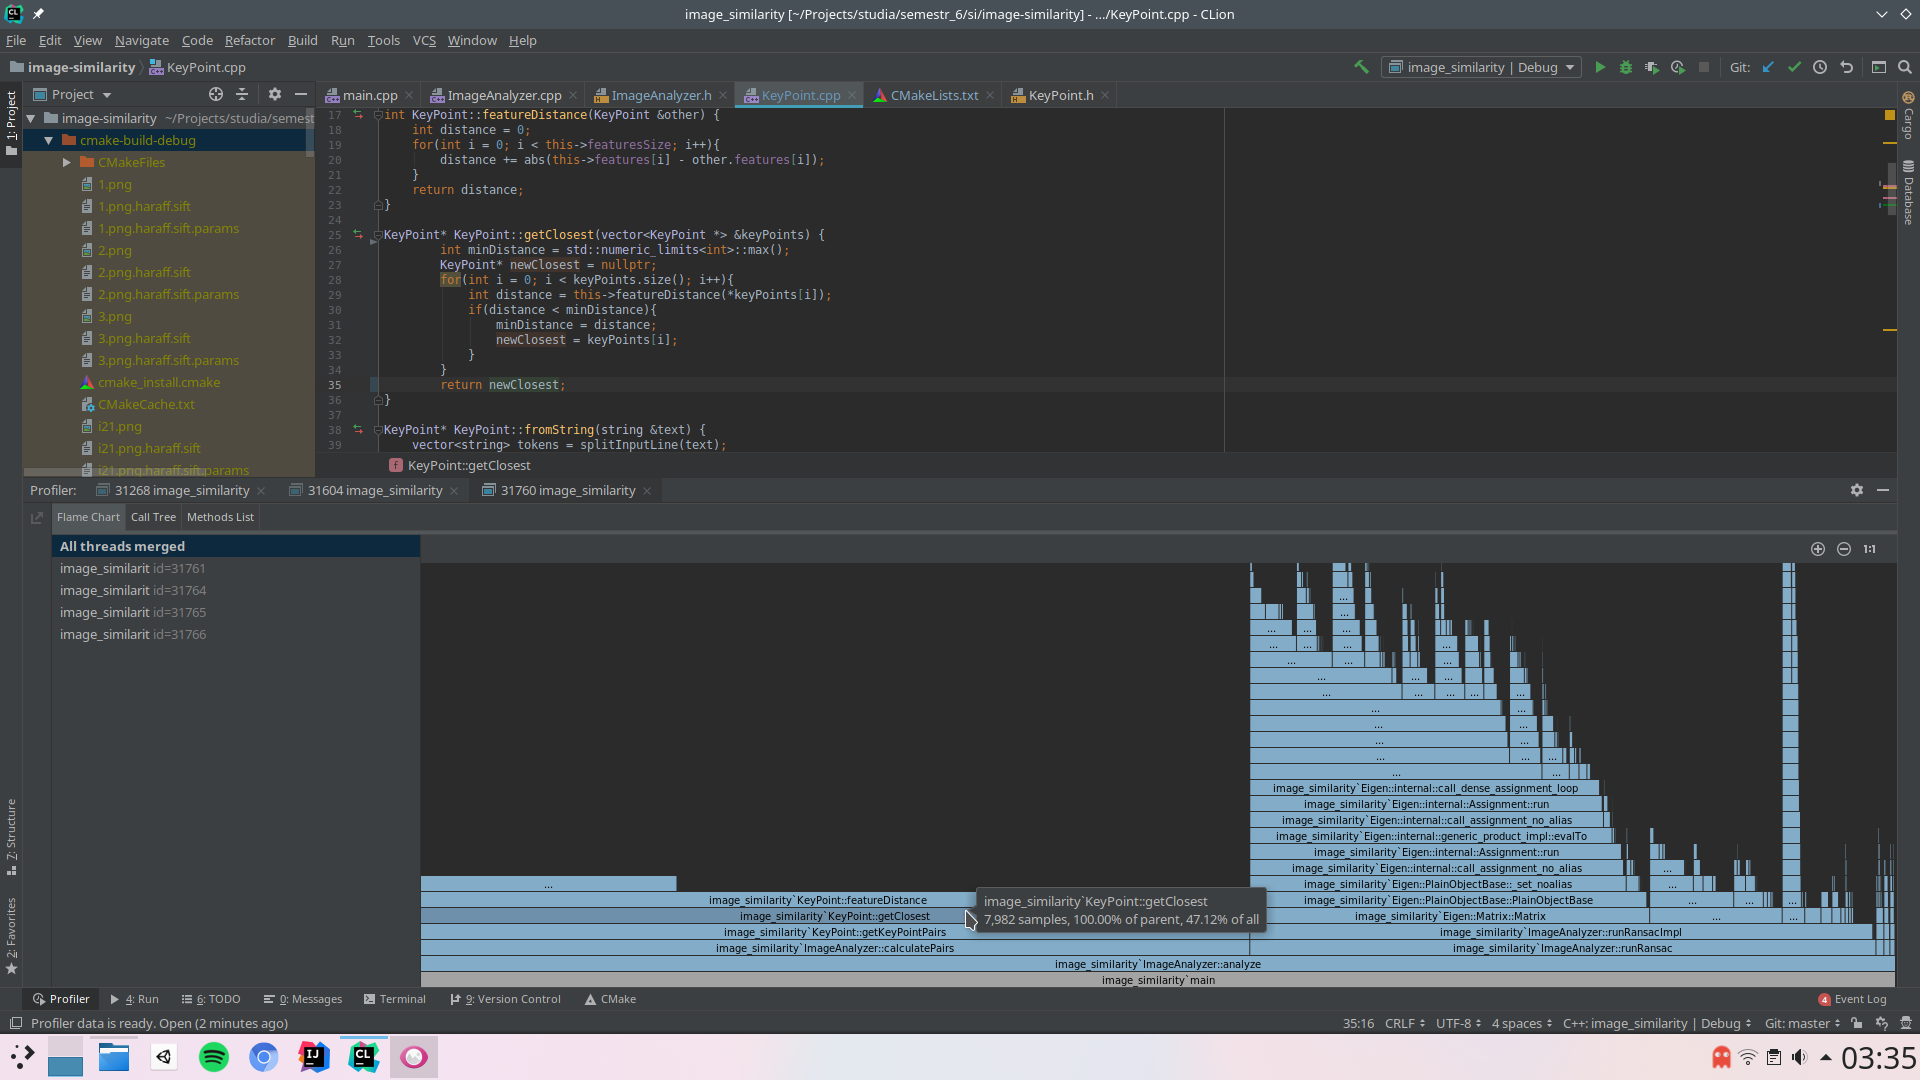 image_similarity [~/Projects/studia/semestr_6/si/image-similarity] - .../KeyPoint.cpp - CLion
File Edit View Navigate Code Refactor Build Run Tools VCS Window Help
image-similarity KeyPoint.cpp
image_similarity | Debug
Git:
1: Project
Project
main.cpp
ImageAnalyzer.cpp
ImageAnalyzer.h
KeyPoint.cpp
CMakeLists.txt
KeyPoint.h
image-similarity ~/Projects/studia/semest
cmake-build-debug
CMakeFiles
1.png
1.png.haraff.sift
1.png.haraff.sift.params
2.png
2.png.haraff.sift
2.png.haraff.sift.params
3.png
3.png.haraff.sift
3.png.haraff.sift.params
cmake_install.cmake
CMakeCache.txt
i21.png
i21.png.haraff.sift
i21.png.haraff.sift.params
17 int KeyPoint::featureDistance(KeyPoint &other) {
18 int distance = 0;
19 for(int i = 0; i < this->featuresSize; i++){
20 distance += abs(this->features[i] - other.features[i]);
21 }
22 return distance;
23 }
24
25 KeyPoint* KeyPoint::getClosest(vector<KeyPoint *> &keyPoints) {
26 int minDistance = std::numeric_limits<int>::max();
27 KeyPoint* newClosest = nullptr;
28 for(int i = 0; i < keyPoints.size(); i++){
29 int distance = this->featureDistance(*keyPoints[i]);
30 if(distance < minDistance){
31 minDistance = distance;
32 newClosest = keyPoints[i];
33 }
34 }
35 return newClosest;
36 }
37
38 KeyPoint* KeyPoint::fromString(string &text) {
39 vector<string> tokens = splitInputLine(text);
f KeyPoint::getClosest
Cargo
Database
Profiler: 31268 image_similarity 31604 image_similarity 31760 image_similarity
Flame Chart Call Tree Methods List
All threads merged
image_similarit id=31761
image_similarit id=31764
image_similarit id=31765
image_similarit id=31766
1:1
image_similarity`Eigen::internal::call_dense_assignment_loop
image_similarity`Eigen::internal::Assignment::run
image_similarity`Eigen::internal::call_assignment_no_alias
image_similarity`Eigen::internal::generic_product_impl::evalTo
image_similarity`Eigen::internal::Assignment::run
image_similarity`Eigen::internal::call_assignment_no_alias
image_similarity`Eigen::PlainObjectBase::_set_noalias
image_similarity`KeyPoint::featureDistance
image_similarity`Eigen::PlainObjectBase::PlainObjectBase
image_similarity`KeyPoint::getClosest
image_similarity`Eigen::Matrix::Matrix
image_similarity`KeyPoint::getClosest
7,982 samples, 100.00% of parent, 47.12% of all
image_similarity`KeyPoint::getKeyPointPairs
image_similarity`ImageAnalyzer::runRansacImpl
image_similarity`ImageAnalyzer::calculatePairs
image_similarity`ImageAnalyzer::runRansac
image_similarity`ImageAnalyzer::analyze
image_similarity`main
7: Structure
2: Favorites
Profiler 4: Run 6: TODO 0: Messages Terminal 9: Version Control CMake
4 Event Log
Profiler data is ready. Open (2 minutes ago)
35:16 CRLF UTF-8 4 spaces C++: image_similarity | Debug Git: master
IJ
CL
03:35